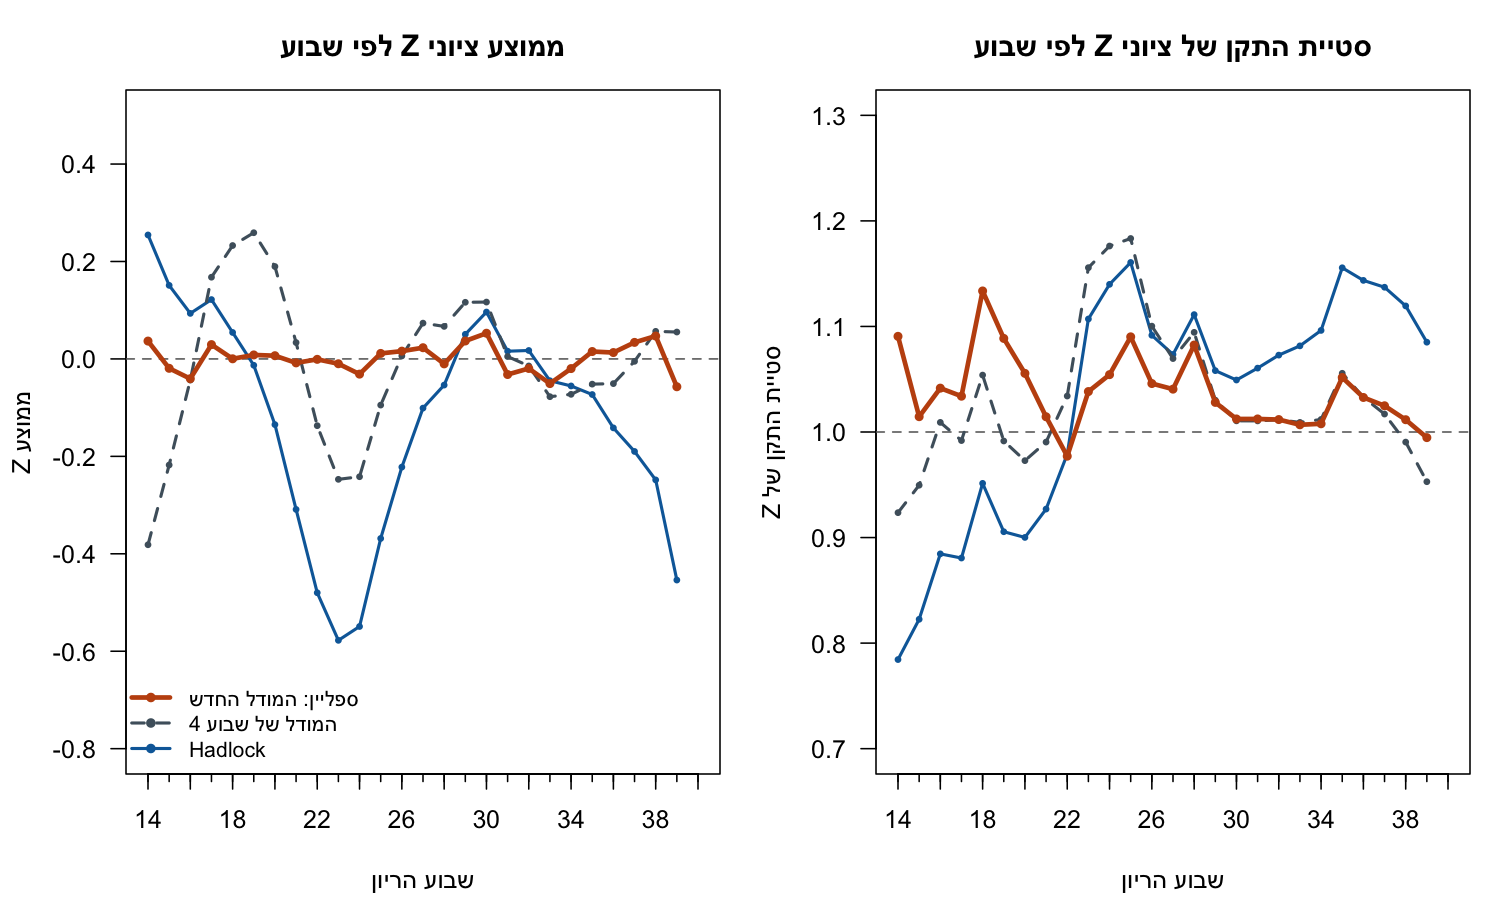 ממוצע ציוני Z לפי שבוע
ממוצע Z
0.4
0.2
0.0
-0.2
-0.4
-0.6
-0.8
ספליין: המודל החדש
המודל של שבוע 4
Hadlock
14 18 22 26 30 34 38
שבוע הריון
סטיית התקן של ציוני Z לפי שבוע
סטיית התקן של Z
1.3
1.2
1.1
1.0
0.9
0.8
0.7
14 18 22 26 30 34 38
שבוע הריון